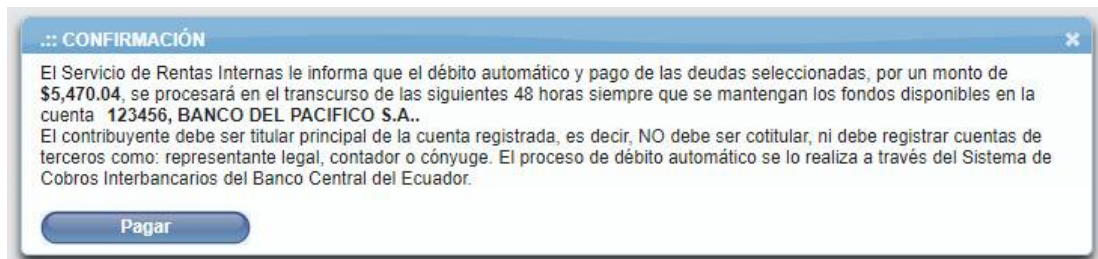 .:: CONFIRMACIÓN
El Servicio de Rentas Internas le informa que el débito automático y pago de las deudas seleccionadas, por un monto de
$5,470.04, se procesará en el transcurso de las siguientes 48 horas siempre que se mantengan los fondos disponibles en la
cuenta 123456, BANCO DEL PACIFICO S.A..
El contribuyente debe ser titular principal de la cuenta registrada, es decir, NO debe ser cotitular, ni debe registrar cuentas de
terceros como: representante legal, contador o cónyuge. El proceso de débito automático se lo realiza a través del Sistema de
Cobros Interbancarios del Banco Central del Ecuador.
Pagar